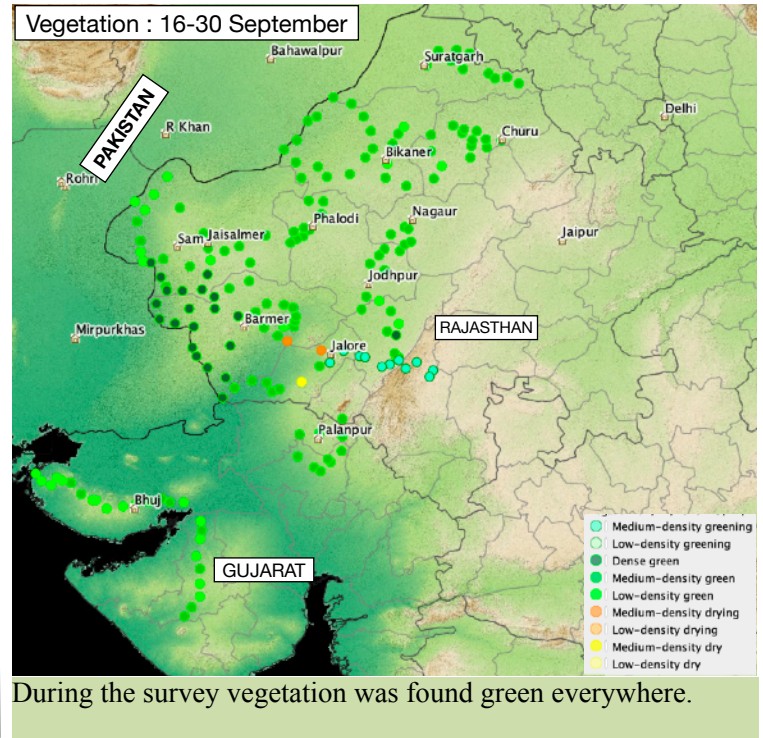 Vegetation : 16-30 September
Bahawalpur
Suratgarh
PAKISTAN
Delhi
R Khan
Churu
Bikaner
Rohri
Phalodi
Nagaur
Sam
Jaisalmer
Jaipur
Jodhpur
Mirpurkhas
Barmer
RAJASTHAN
Jalore
Palanpur
Bhuj
GUJARAT
Medium-density greening
Low-density greening
Dense green
Medium-density green
Low-density green
Medium-density drying
Low-density drying
Medium-density dry
Low-density dry
During the survey vegetation was found green everywhere.